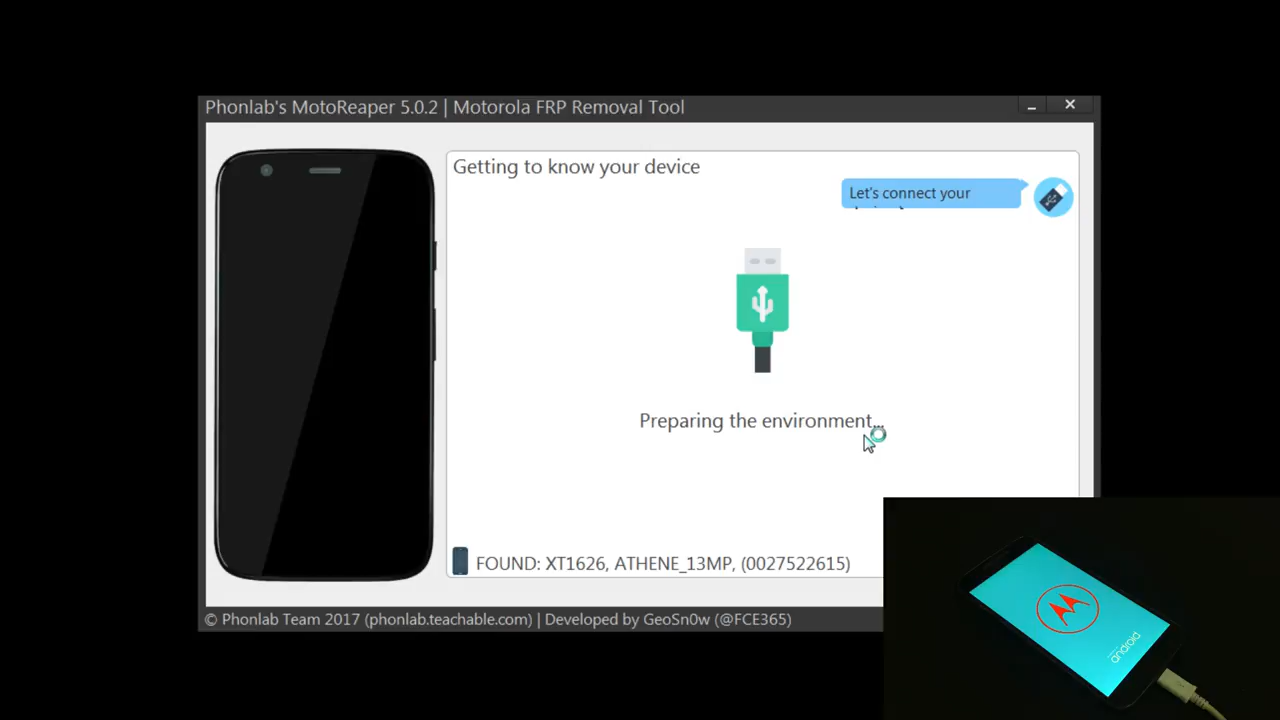 Phonlab's MotoReaper 5.0.2 | Motorola FRP Removal Tool
Getting to know your device
Let's connect your
Preparing the environment...
FOUND: XT1626, ATHENE_13MP, (0027522615)
© Phonlab Team 2017 (phonlab.teachable.com) | Developed by GeoSn0w (@FCE365)
android